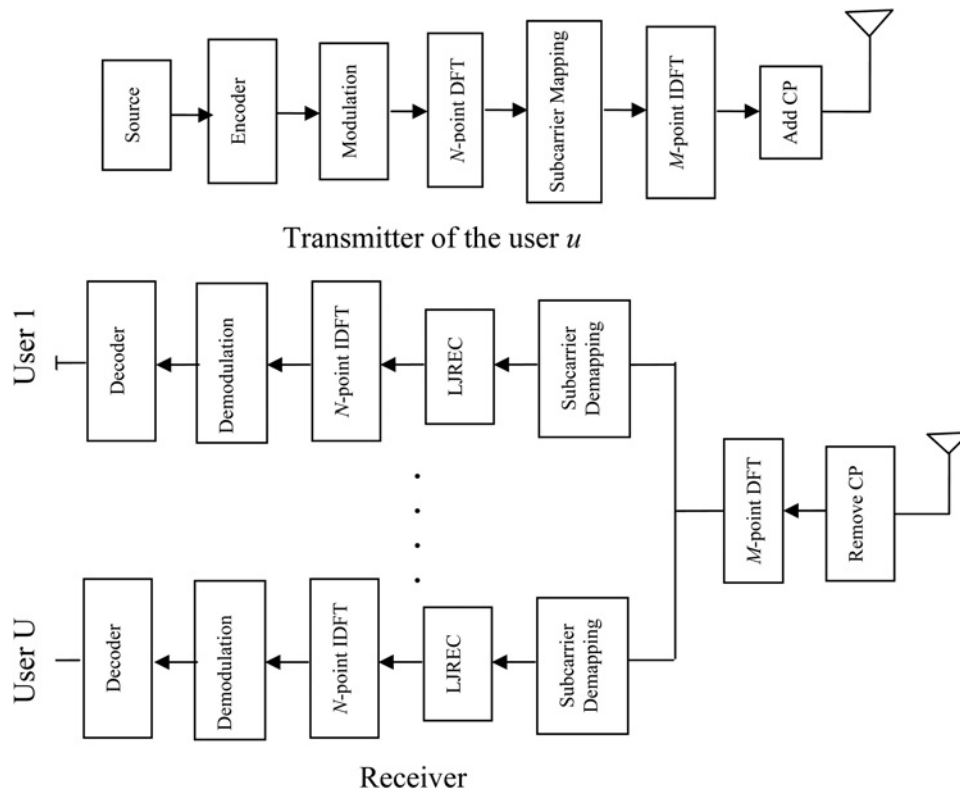 Source
Encoder
Modulation
N-point DFT
Subcarrier Mapping
M-point IDFT
Add CP
Transmitter of the user u
User 1
Decoder
Demodulation
N-point IDFT
LJREC
Subcarrier
Demapping
M-point DFT
Remove CP
User U
Decoder
Demodulation
N-point IDFT
LJREC
Subcarrier
Demapping
Receiver